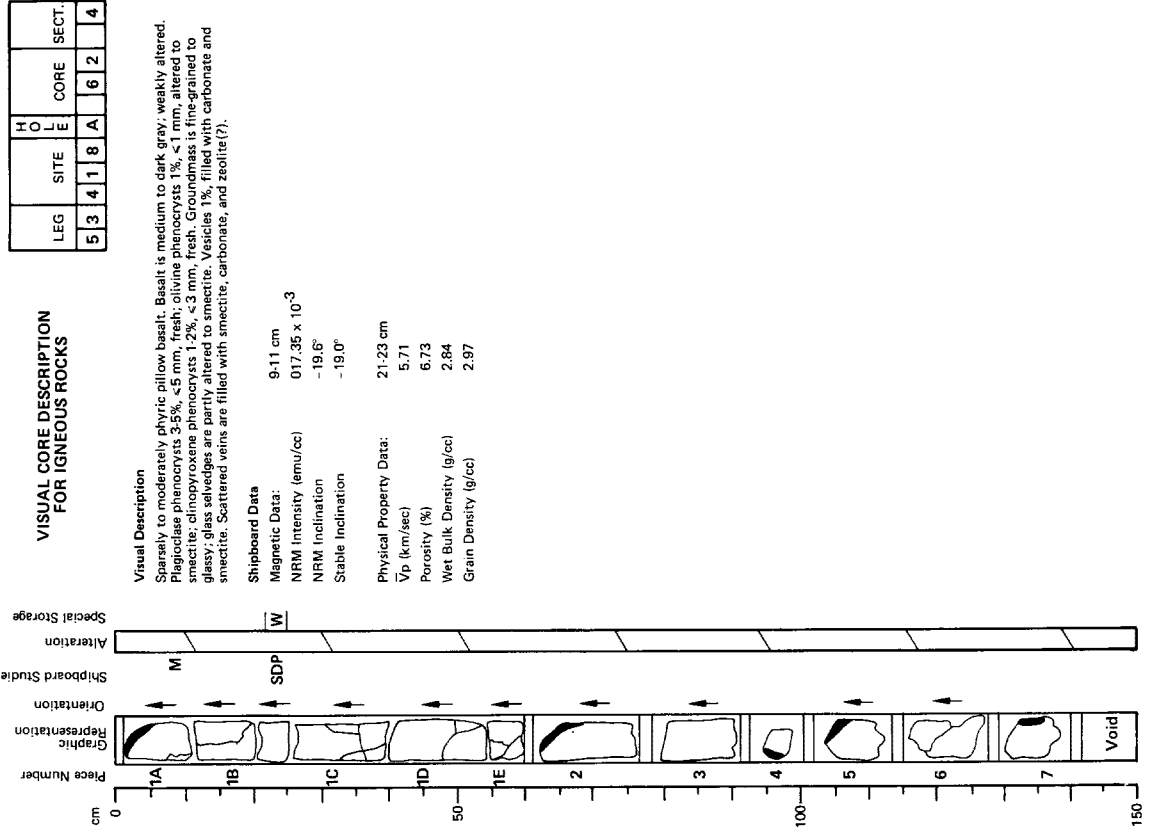 VISUAL CORE DESCRIPTION
FOR IGNEOUS ROCKS
LEG SITE HOLE CORE SECT.
5 3 4 1 8 A 6 2 4
cm
Piece Number
Graphic
Representation
Orientation
Shipboard Studie
Alteration
Special Storage
0
50
100
150
1A
1B
1C
1D
1E
2
3
4
5
6
7
Void
M
SDP
W
Visual Description
Sparsely to moderately phyric pillow basalt. Basalt is medium to dark gray; weakly altered.
Plagioclase phenocrysts 3-5%, <5 mm, fresh; olivine phenocrysts 1%, <1 mm, altered to
smectite; clinopyroxene phenocrysts 1-2%, <3 mm, fresh. Groundmass is fine-grained to
glassy; glass selvedges are partly altered to smectite. Vesicles 1%, filled with carbonate and
smectite. Scattered veins are filled with smectite, carbonate, and zeolite(?).
Shipboard Data
Magnetic Data: 9-11 cm
NRM Intensity (emu/cc) 017.35 x 10-3
NRM Inclination -19.6°
Stable Inclination -19.0°
Physical Property Data: 21-23 cm
V̄p (km/sec) 5.71
Porosity (%) 6.73
Wet Bulk Density (g/cc) 2.84
Grain Density (g/cc) 2.97